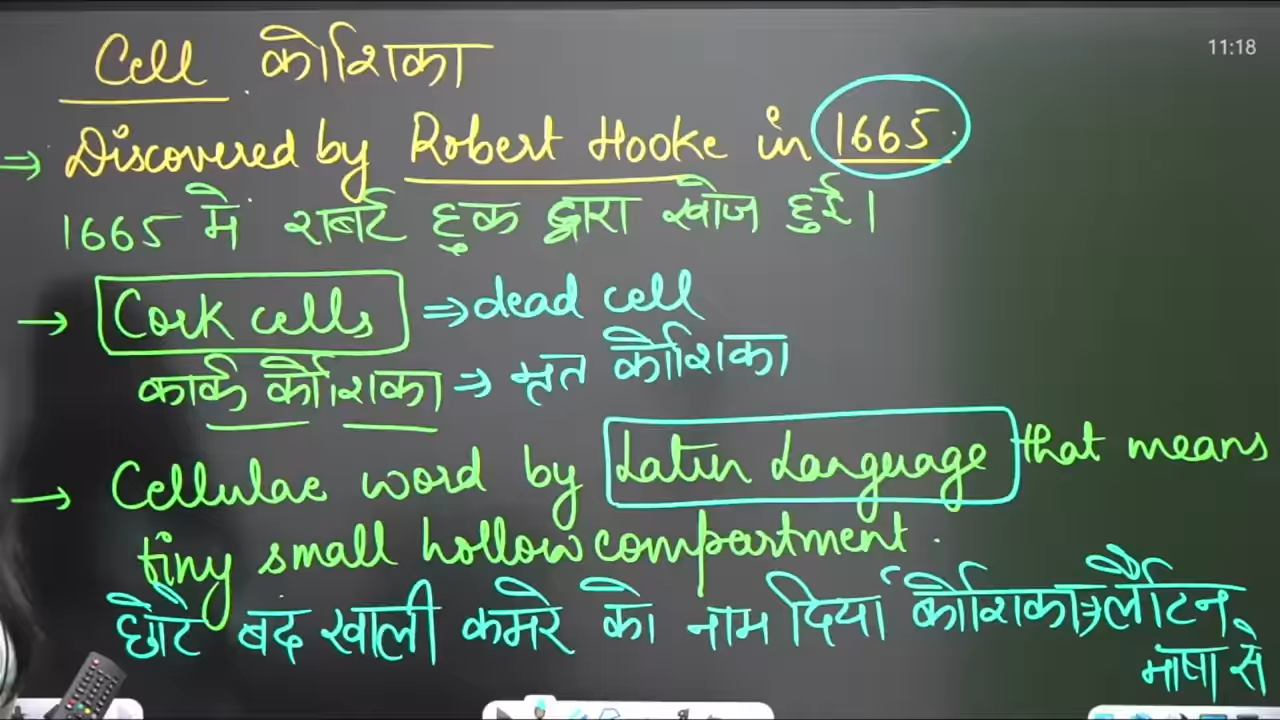 Cell कोशिका
11:18
→ Discovered by Robert Hooke in 1665.
1665 में राबर्ट हुक द्वारा खोज हुई।
→ Cork cells ⇒ dead cell
कार्क कोशिका ⇒ मृत कोशिका
→ Cellulae word by Latin Language that means
tiny small hollow compartment.
छोटे बंद खाली कमरे को नाम दिया कोशिका→लैटिन
भाषा से